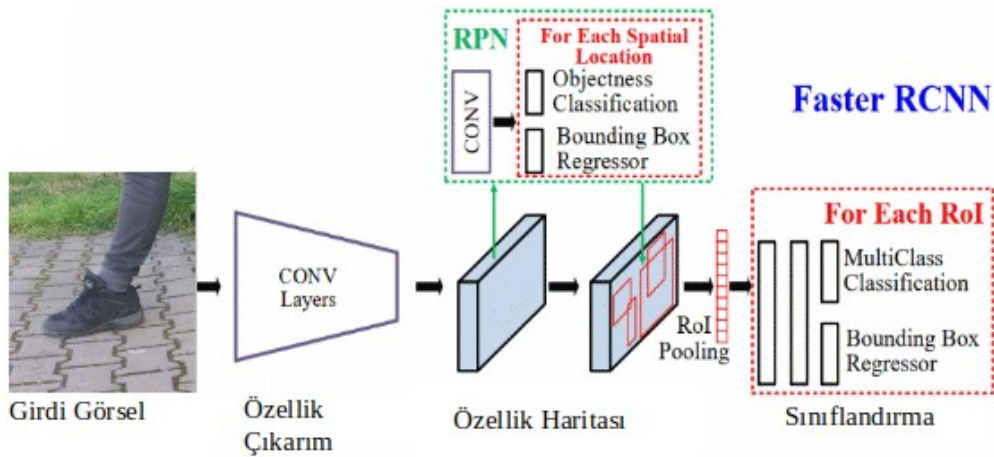 RPN
For Each Spatial
Location
CONV
Objectness
Classification
Bounding Box
Regressor
Faster RCNN
CONV
Layers
RoI
Pooling
For Each RoI
MultiClass
Classification
Bounding Box
Regressor
Girdi Görsel
Özellik
Çıkarım
Özellik Haritası
Sınıflandırma